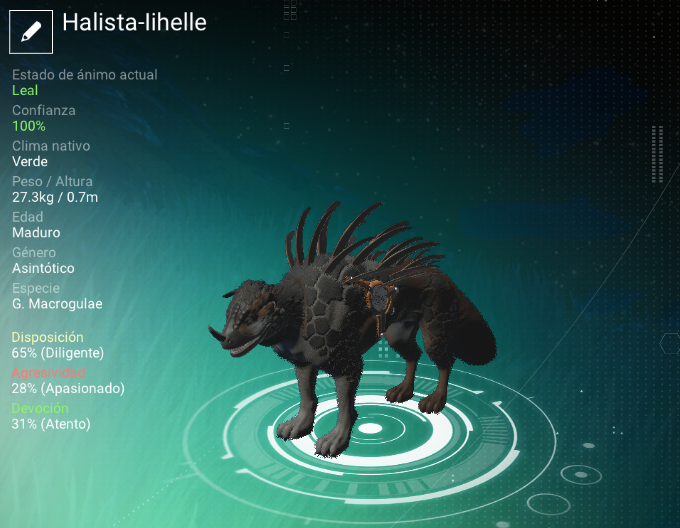 Halista-lihelle
Estado de ánimo actual
Leal
Confianza
100%
Clima nativo
Verde
Peso / Altura
27.3kg / 0.7m
Edad
Maduro
Género
Asintótico
Especie
G. Macrogulae
Disposición
65% (Diligente)
Agresividad
28% (Apasionado)
Devoción
31% (Atento)